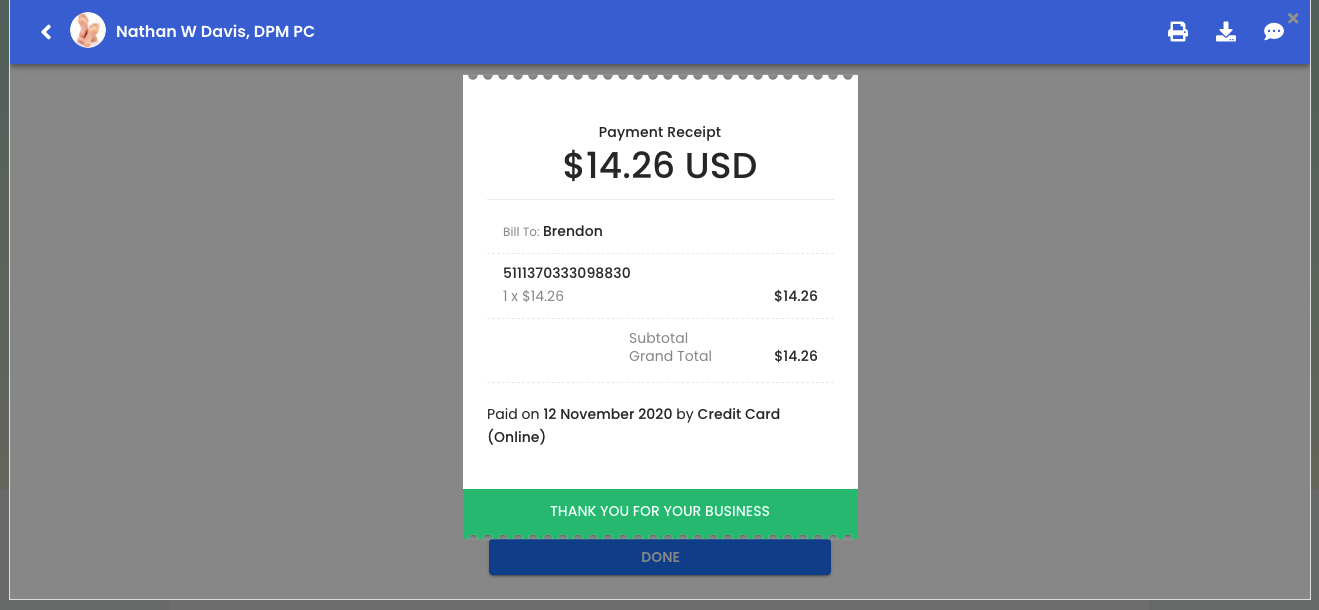 Nathan W Davis, DPM PC
Payment Receipt
$14.26 USD
Bill To: Brendon
5111370333098830
1 x $14.26 $14.26
Subtotal
Grand Total $14.26
Paid on 12 November 2020 by Credit Card
(Online)
THANK YOU FOR YOUR BUSINESS
DONE